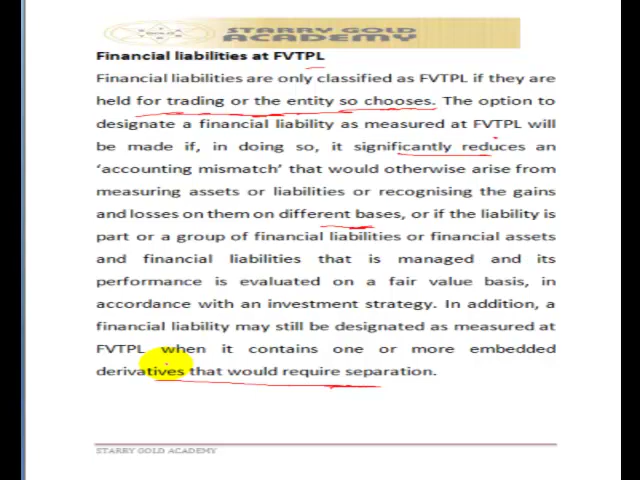 STARRY GOLD
ACADEMY
Financial liabilities at FVTPL
Financial liabilities are only classified as FVTPL if they are
held for trading or the entity so chooses. The option to
designate a financial liability as measured at FVTPL will
be made if, in doing so, it significantly reduces an
‘accounting mismatch’ that would otherwise arise from
measuring assets or liabilities or recognising the gains
and losses on them on different bases, or if the liability is
part or a group of financial liabilities or financial assets
and financial liabilities that is managed and its
performance is evaluated on a fair value basis, in
accordance with an investment strategy. In addition, a
financial liability may still be designated as measured at
FVTPL when it contains one or more embedded
derivatives that would require separation.
STARRY GOLD ACADEMY